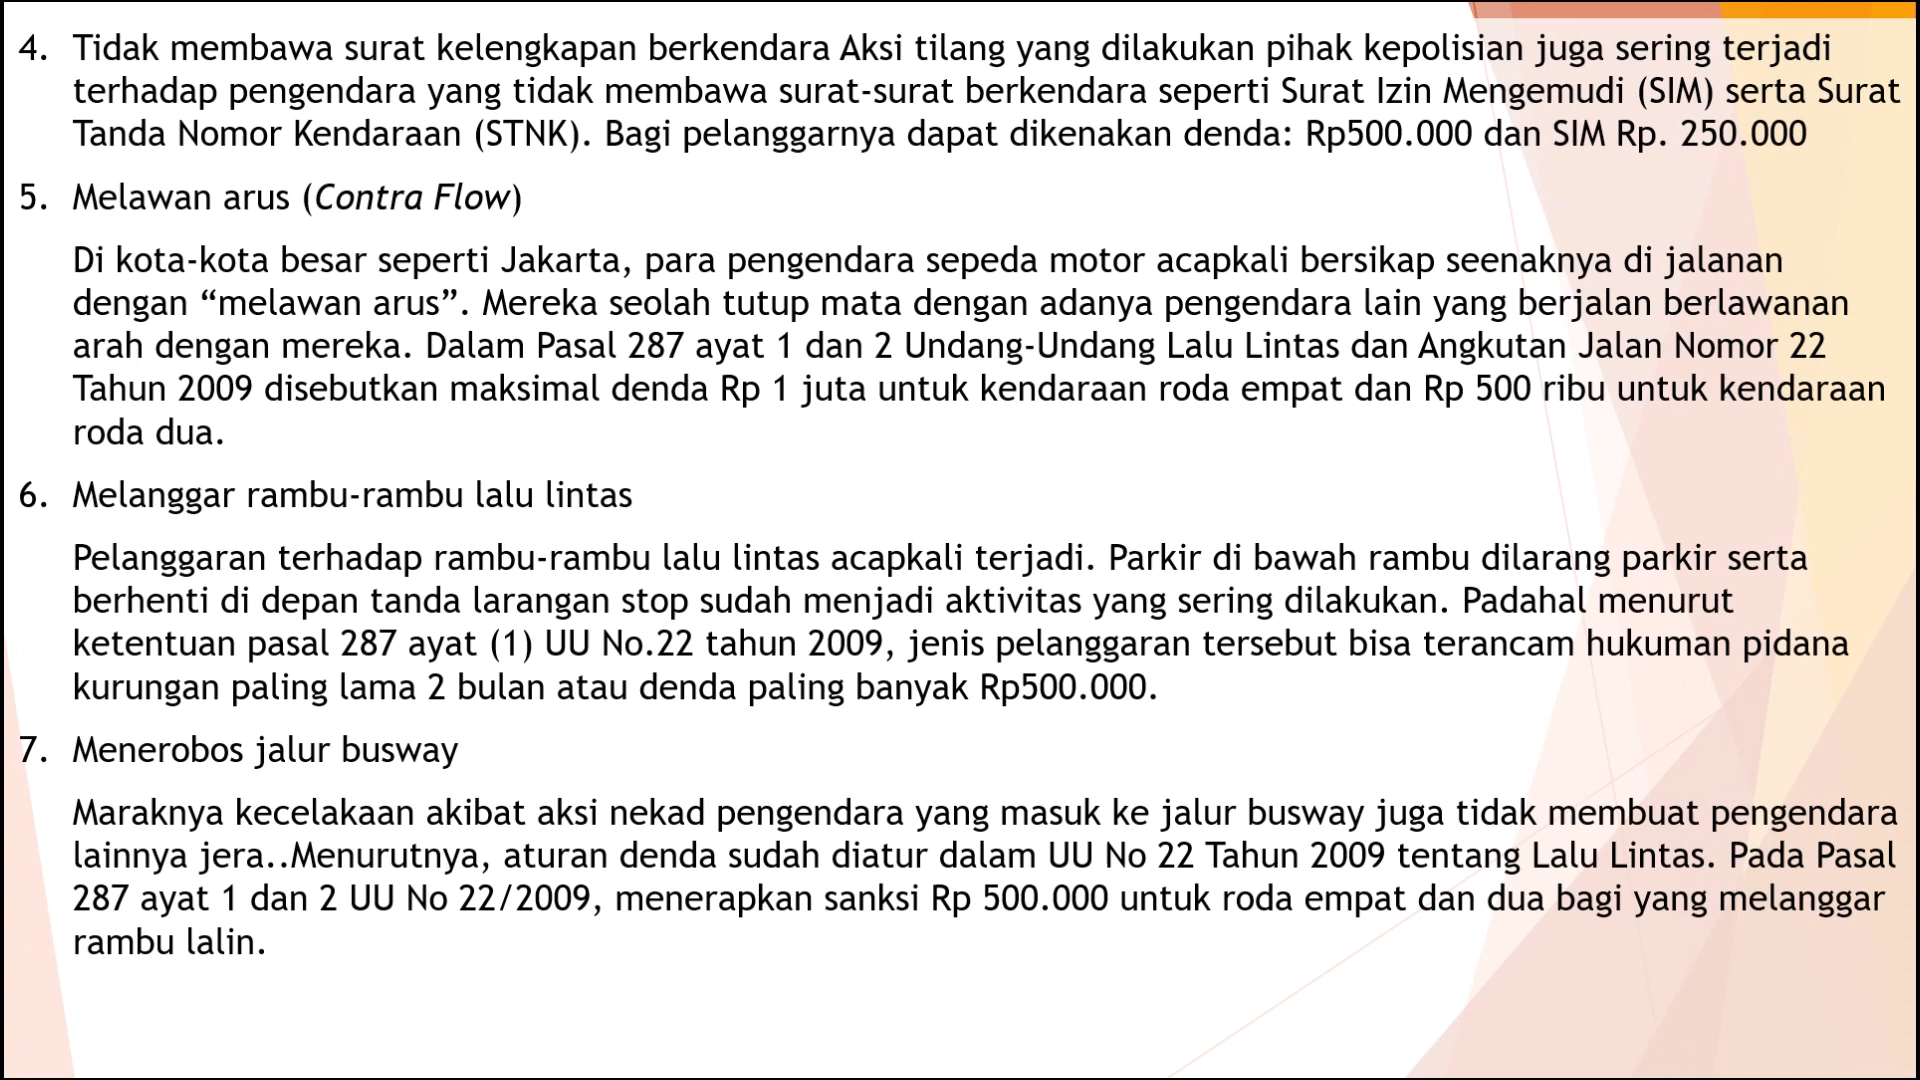 4. Tidak membawa surat kelengkapan berkendara Aksi tilang yang dilakukan pihak kepolisian juga sering terjadi
terhadap pengendara yang tidak membawa surat-surat berkendara seperti Surat Izin Mengemudi (SIM) serta Surat
Tanda Nomor Kendaraan (STNK). Bagi pelanggarnya dapat dikenakan denda: Rp500.000 dan SIM Rp. 250.000
5. Melawan arus (Contra Flow)
Di kota-kota besar seperti Jakarta, para pengendara sepeda motor acapkali bersikap seenaknya di jalanan
dengan “melawan arus”. Mereka seolah tutup mata dengan adanya pengendara lain yang berjalan berlawanan
arah dengan mereka. Dalam Pasal 287 ayat 1 dan 2 Undang-Undang Lalu Lintas dan Angkutan Jalan Nomor 22
Tahun 2009 disebutkan maksimal denda Rp 1 juta untuk kendaraan roda empat dan Rp 500 ribu untuk kendaraan
roda dua.
6. Melanggar rambu-rambu lalu lintas
Pelanggaran terhadap rambu-rambu lalu lintas acapkali terjadi. Parkir di bawah rambu dilarang parkir serta
berhenti di depan tanda larangan stop sudah menjadi aktivitas yang sering dilakukan. Padahal menurut
ketentuan pasal 287 ayat (1) UU No.22 tahun 2009, jenis pelanggaran tersebut bisa terancam hukuman pidana
kurungan paling lama 2 bulan atau denda paling banyak Rp500.000.
7. Menerobos jalur busway
Maraknya kecelakaan akibat aksi nekad pengendara yang masuk ke jalur busway juga tidak membuat pengendara
lainnya jera..Menurutnya, aturan denda sudah diatur dalam UU No 22 Tahun 2009 tentang Lalu Lintas. Pada Pasal
287 ayat 1 dan 2 UU No 22/2009, menerapkan sanksi Rp 500.000 untuk roda empat dan dua bagi yang melanggar
rambu lalin.